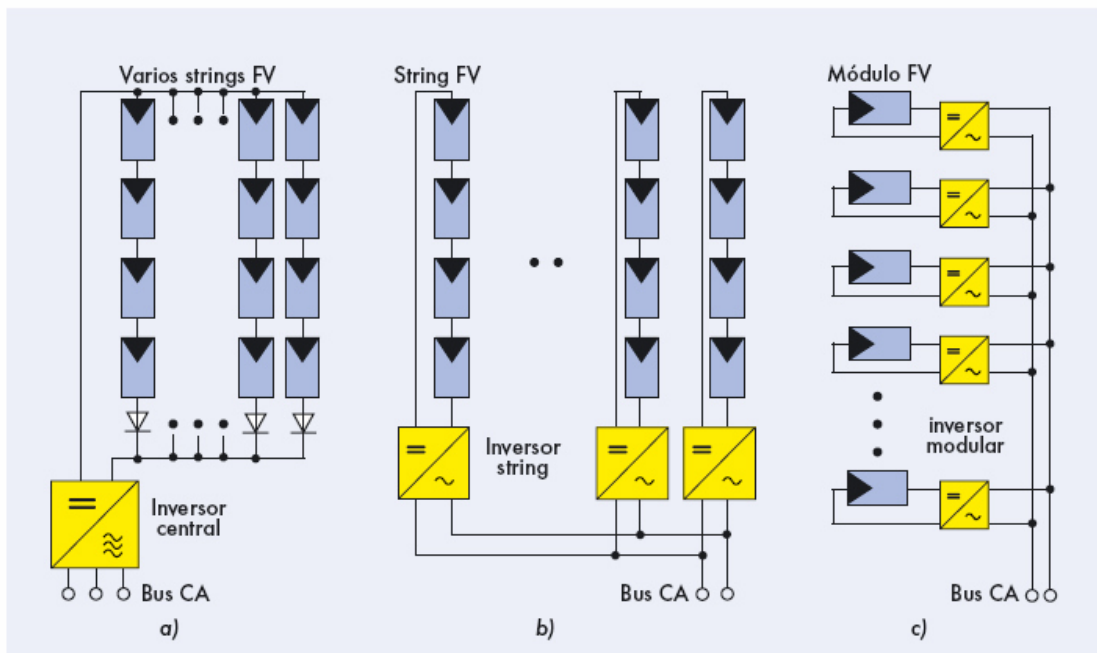 Varios strings FV
Inversor
central
Bus CA
a)
String FV
Inversor
string
Bus CA
b)
Módulo FV
inversor
modular
Bus CA
c)